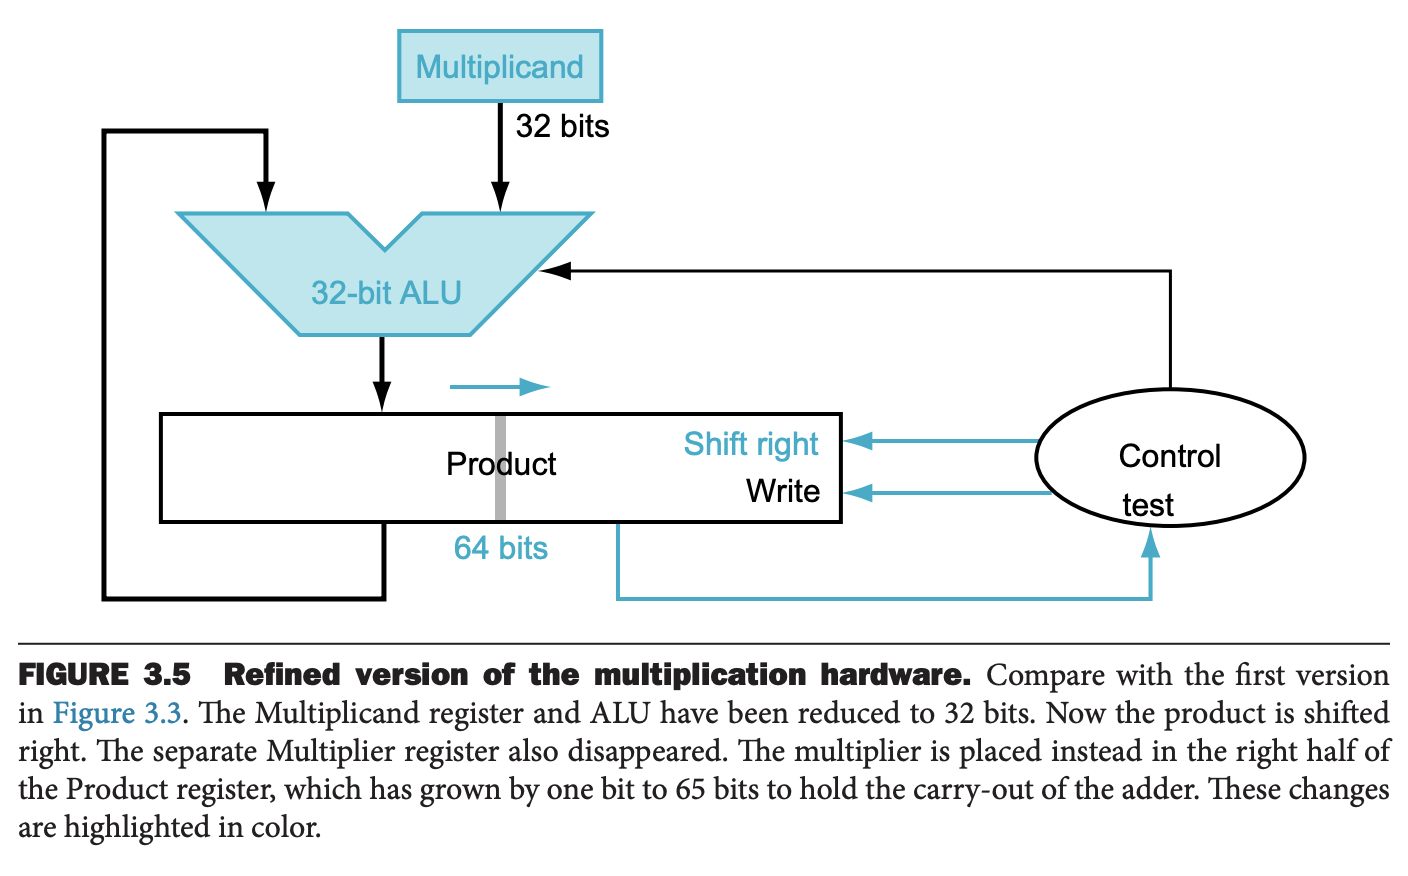 Multiplicand
32 bits
32-bit ALU
Product
Shift right
Write
64 bits
Control
test
FIGURE 3.5 Refined version of the multiplication hardware. Compare with the first version
in Figure 3.3. The Multiplicand register and ALU have been reduced to 32 bits. Now the product is shifted
right. The separate Multiplier register also disappeared. The multiplier is placed instead in the right half of
the Product register, which has grown by one bit to 65 bits to hold the carry-out of the adder. These changes
are highlighted in color.